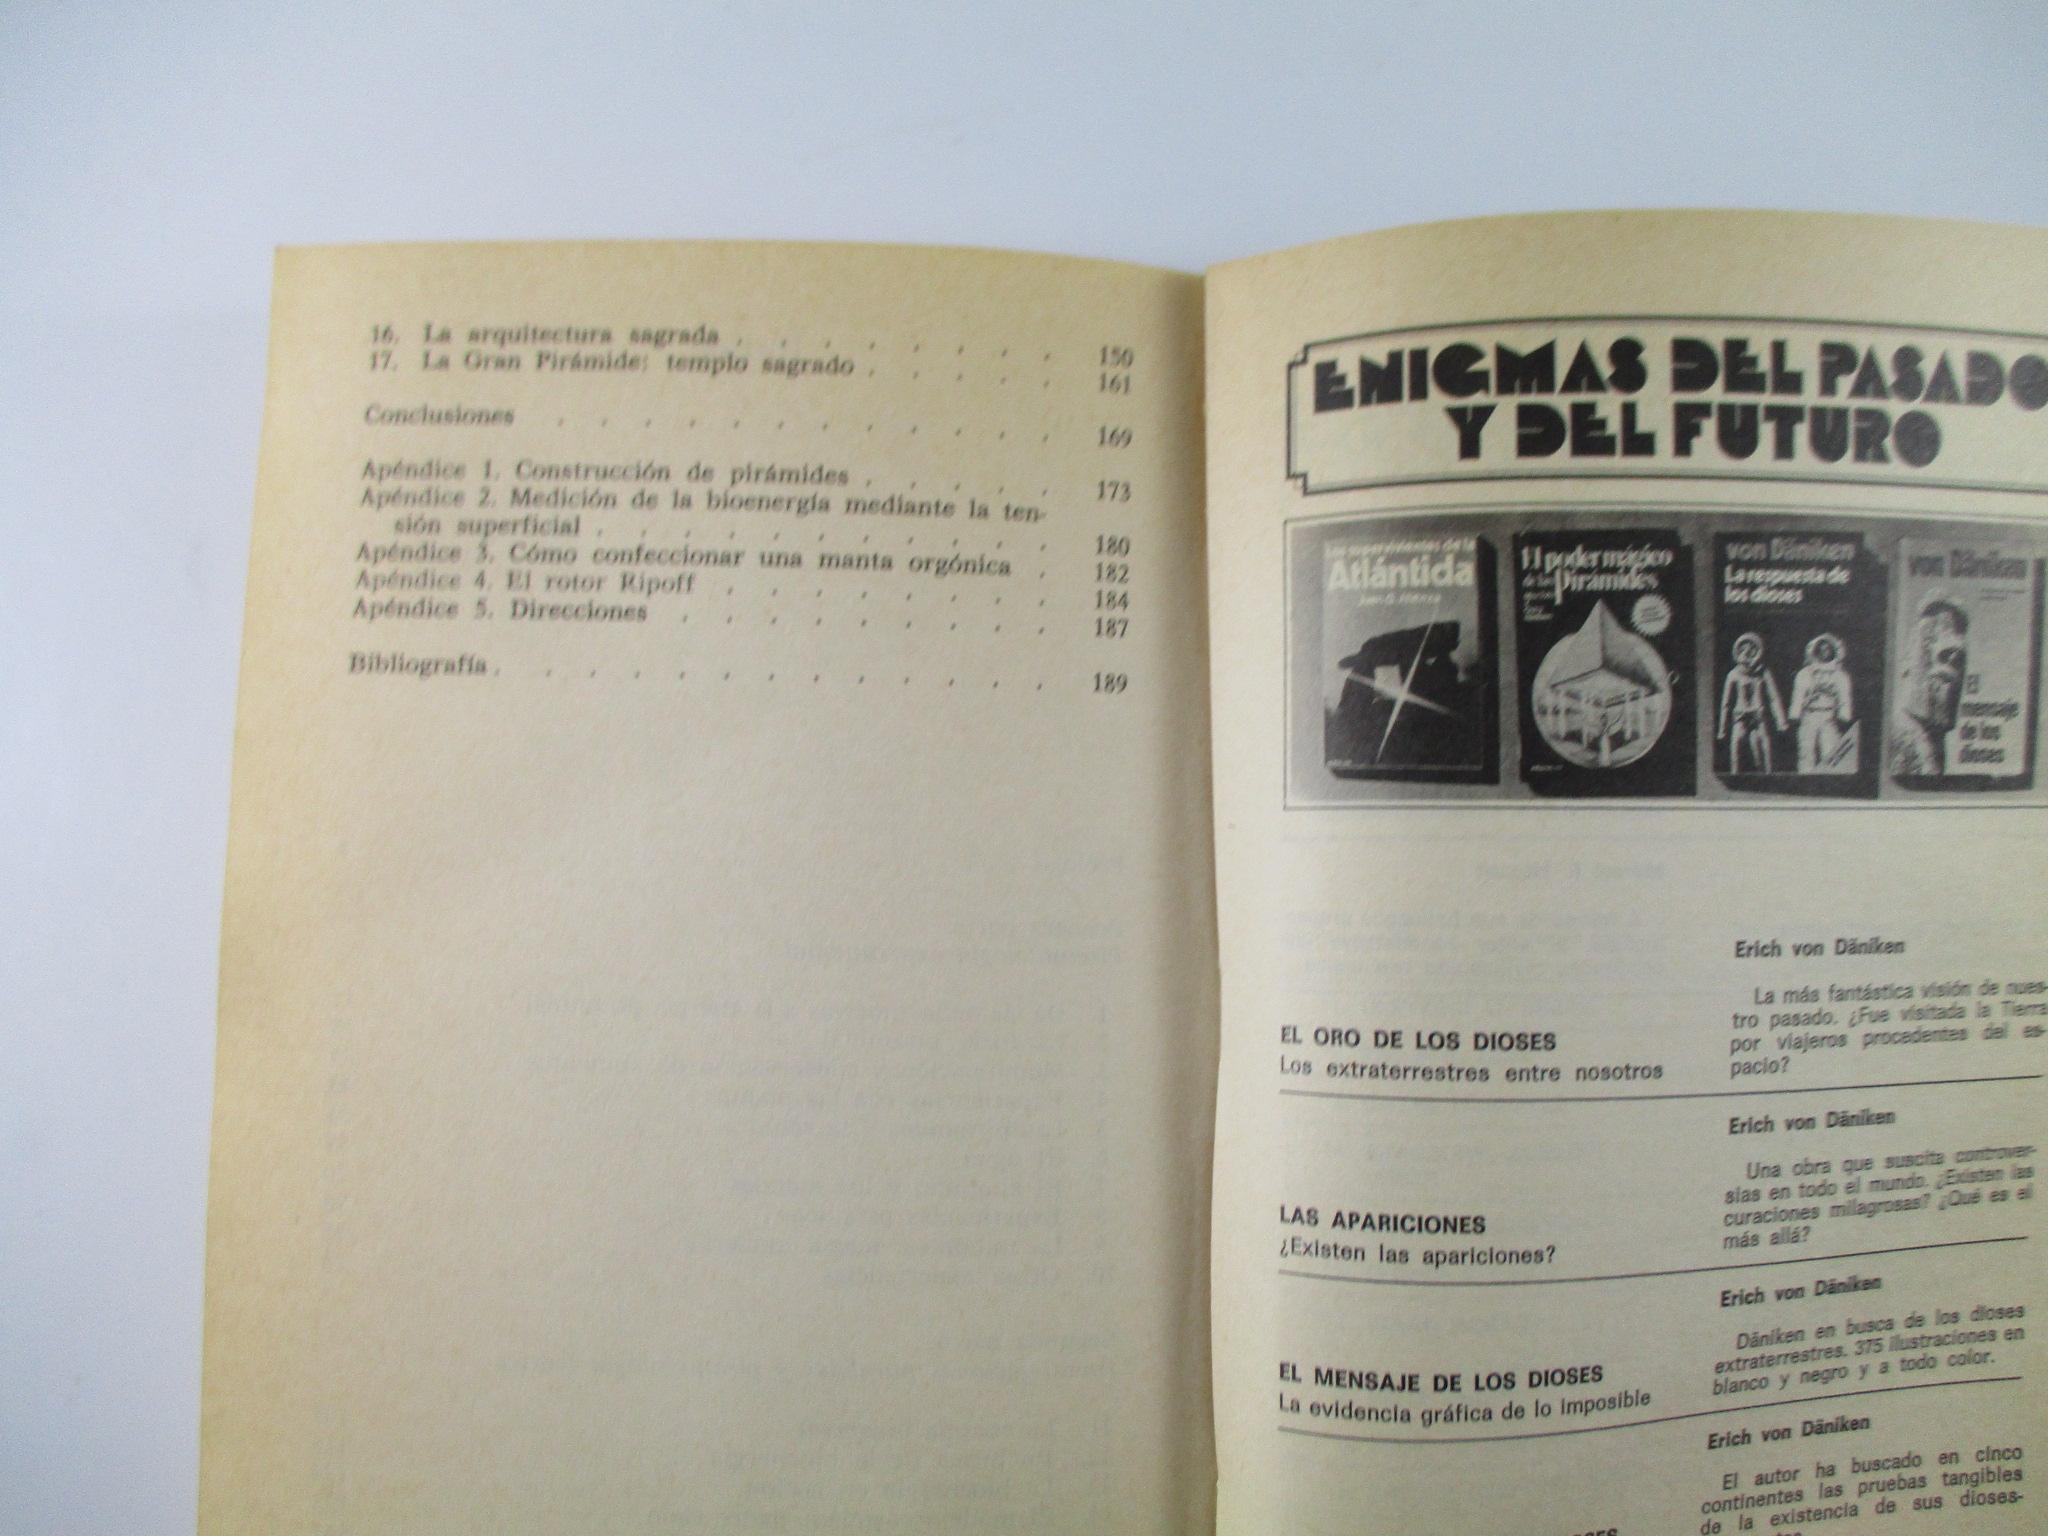 16. La arquitectura sagrada . . . . . . . . 150
17. La Gran Pirámide: templo sagrado . . . . . 161
Conclusiones . . . . . . . . . . . . 169
Apéndice 1. Construcción de pirámides . . . . . 173
Apéndice 2. Medición de la bioenergía mediante la ten-
sión superficial . . . . . . . . . . . 180
Apéndice 3. Cómo confeccionar una manta orgónica . 182
Apéndice 4. El rotor Ripoff . . . . . . . . 184
Apéndice 5. Direcciones . . . . . . . . . 187
Bibliografía . . . . . . . . . . . . . 189
ENIGMAS DEL PASADO
Y DEL FUTURO
Los supervivientes de la
Atlántida
El poder mágico
de las
Pirámides
von Däniken
La respuesta de
los dioses
von Däniken
El
mensaje
de los
dioses
Erich von Däniken
La más fantástica visión de nues-
tro pasado. ¿Fue visitada la Tierra
por viajeros procedentes del es-
pacio?
EL ORO DE LOS DIOSES
Los extraterrestres entre nosotros
Erich von Däniken
Una obra que suscita controver-
sias en todo el mundo. ¿Existen las
curaciones milagrosas? ¿Qué es el
más allá?
LAS APARICIONES
¿Existen las apariciones?
Erich von Däniken
Däniken en busca de los dioses
extraterrestres. 375 ilustraciones en
blanco y negro y a todo color.
EL MENSAJE DE LOS DIOSES
La evidencia gráfica de lo imposible
Erich von Däniken
El autor ha buscado en cinco
continentes las pruebas tangibles
de la existencia de sus dioses-